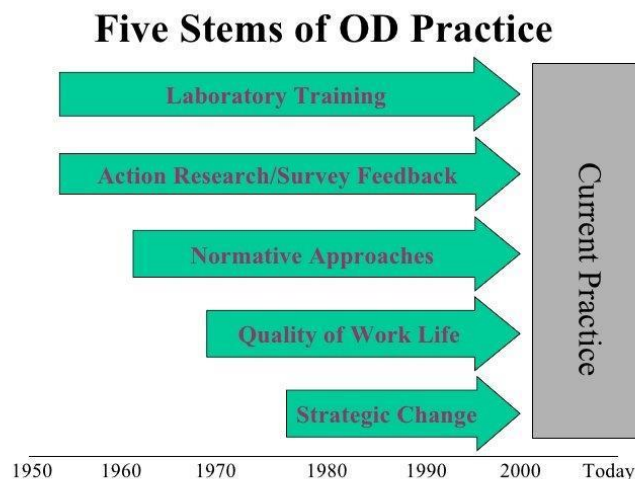 Five Stems of OD Practice
Laboratory Training
Action Research/Survey Feedback
Normative Approaches
Quality of Work Life
Strategic Change
Current Practice
1950 1960 1970 1980 1990 2000 Today